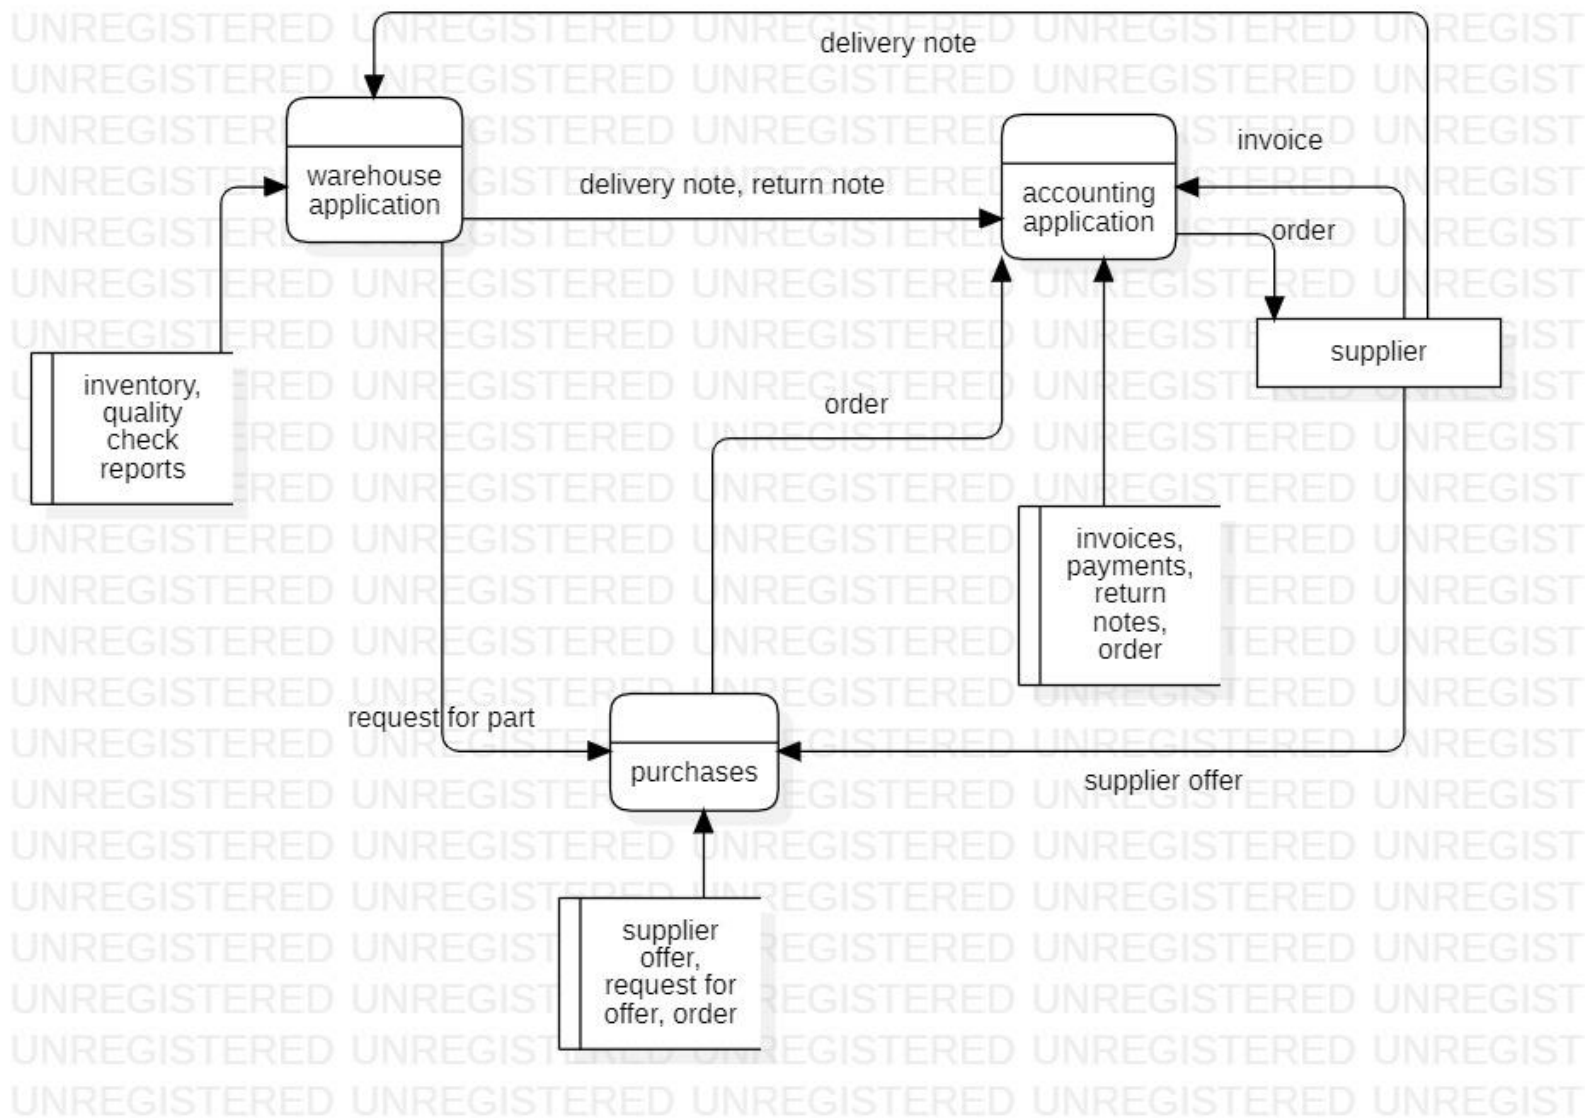 UNREGISTERED UNREGISTERED UNREGISTERED UNREGISTERED UNREGIST
delivery note
warehouse
application
delivery note, return note
accounting
application
invoice
order
supplier
inventory,
quality
check
reports
order
invoices,
payments,
return
notes,
order
request for part
purchases
supplier offer
supplier
offer,
request for
offer, order